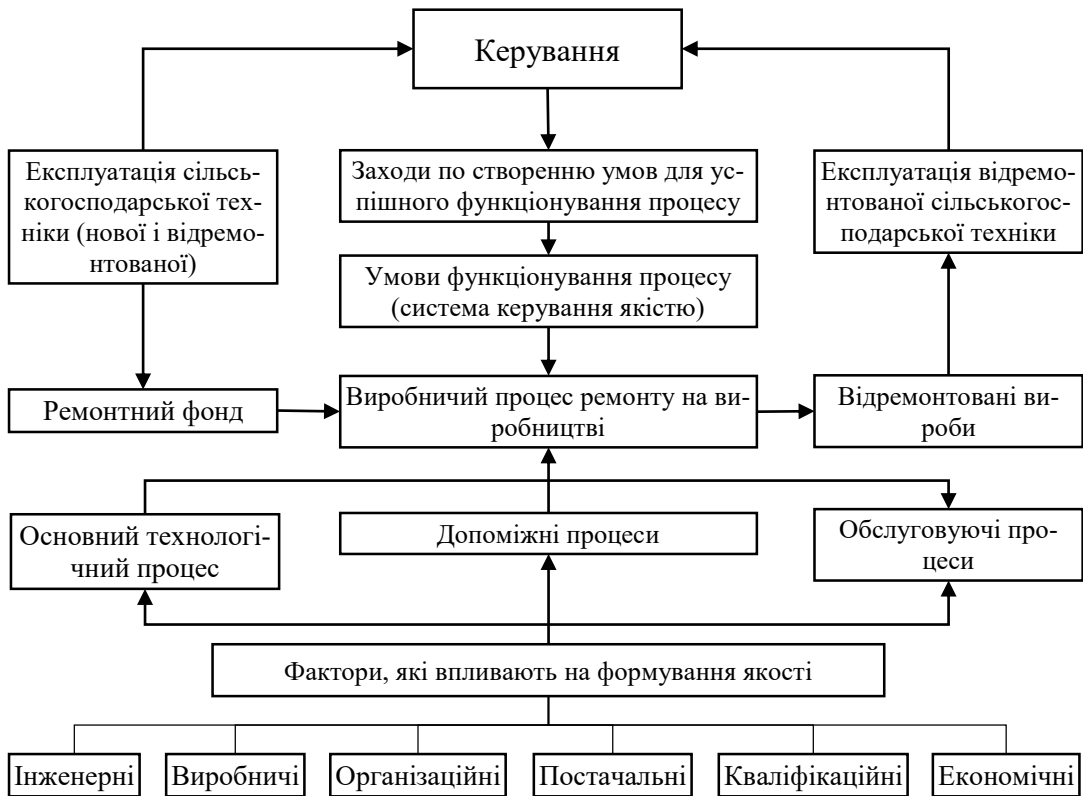 Керування
Експлуатація сільсь-
когосподарської тех-
ніки (нової і відремо-
нтованої)
Заходи по створенню умов для ус-
пішного функціонування процесу
Експлуатація відремо-
нтованої сільськогос-
подарської техніки
Умови функціонування процесу
(система керування якістю)
Ремонтний фонд
Виробничий процес ремонту на ви-
робництві
Відремонтовані ви-
роби
Основний технологі-
чний процес
Допоміжні процеси
Обслуговуючі про-
цеси
Фактори, які впливають на формування якості
Інженерні
Виробничі
Організаційні
Постачальні
Кваліфікаційні
Економічні